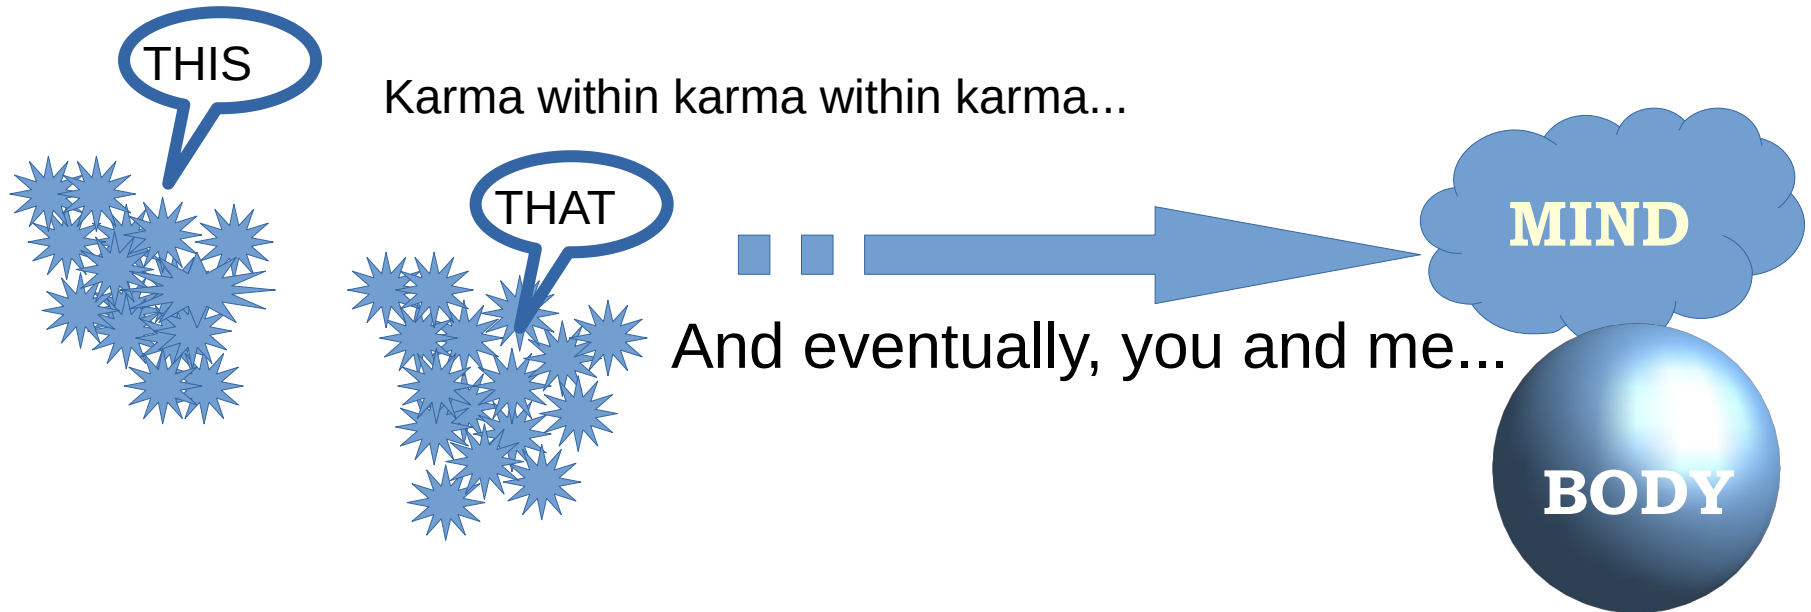 THIS
Karma within karma within karma...
THAT
MIND
And eventually, you and me...
BODY